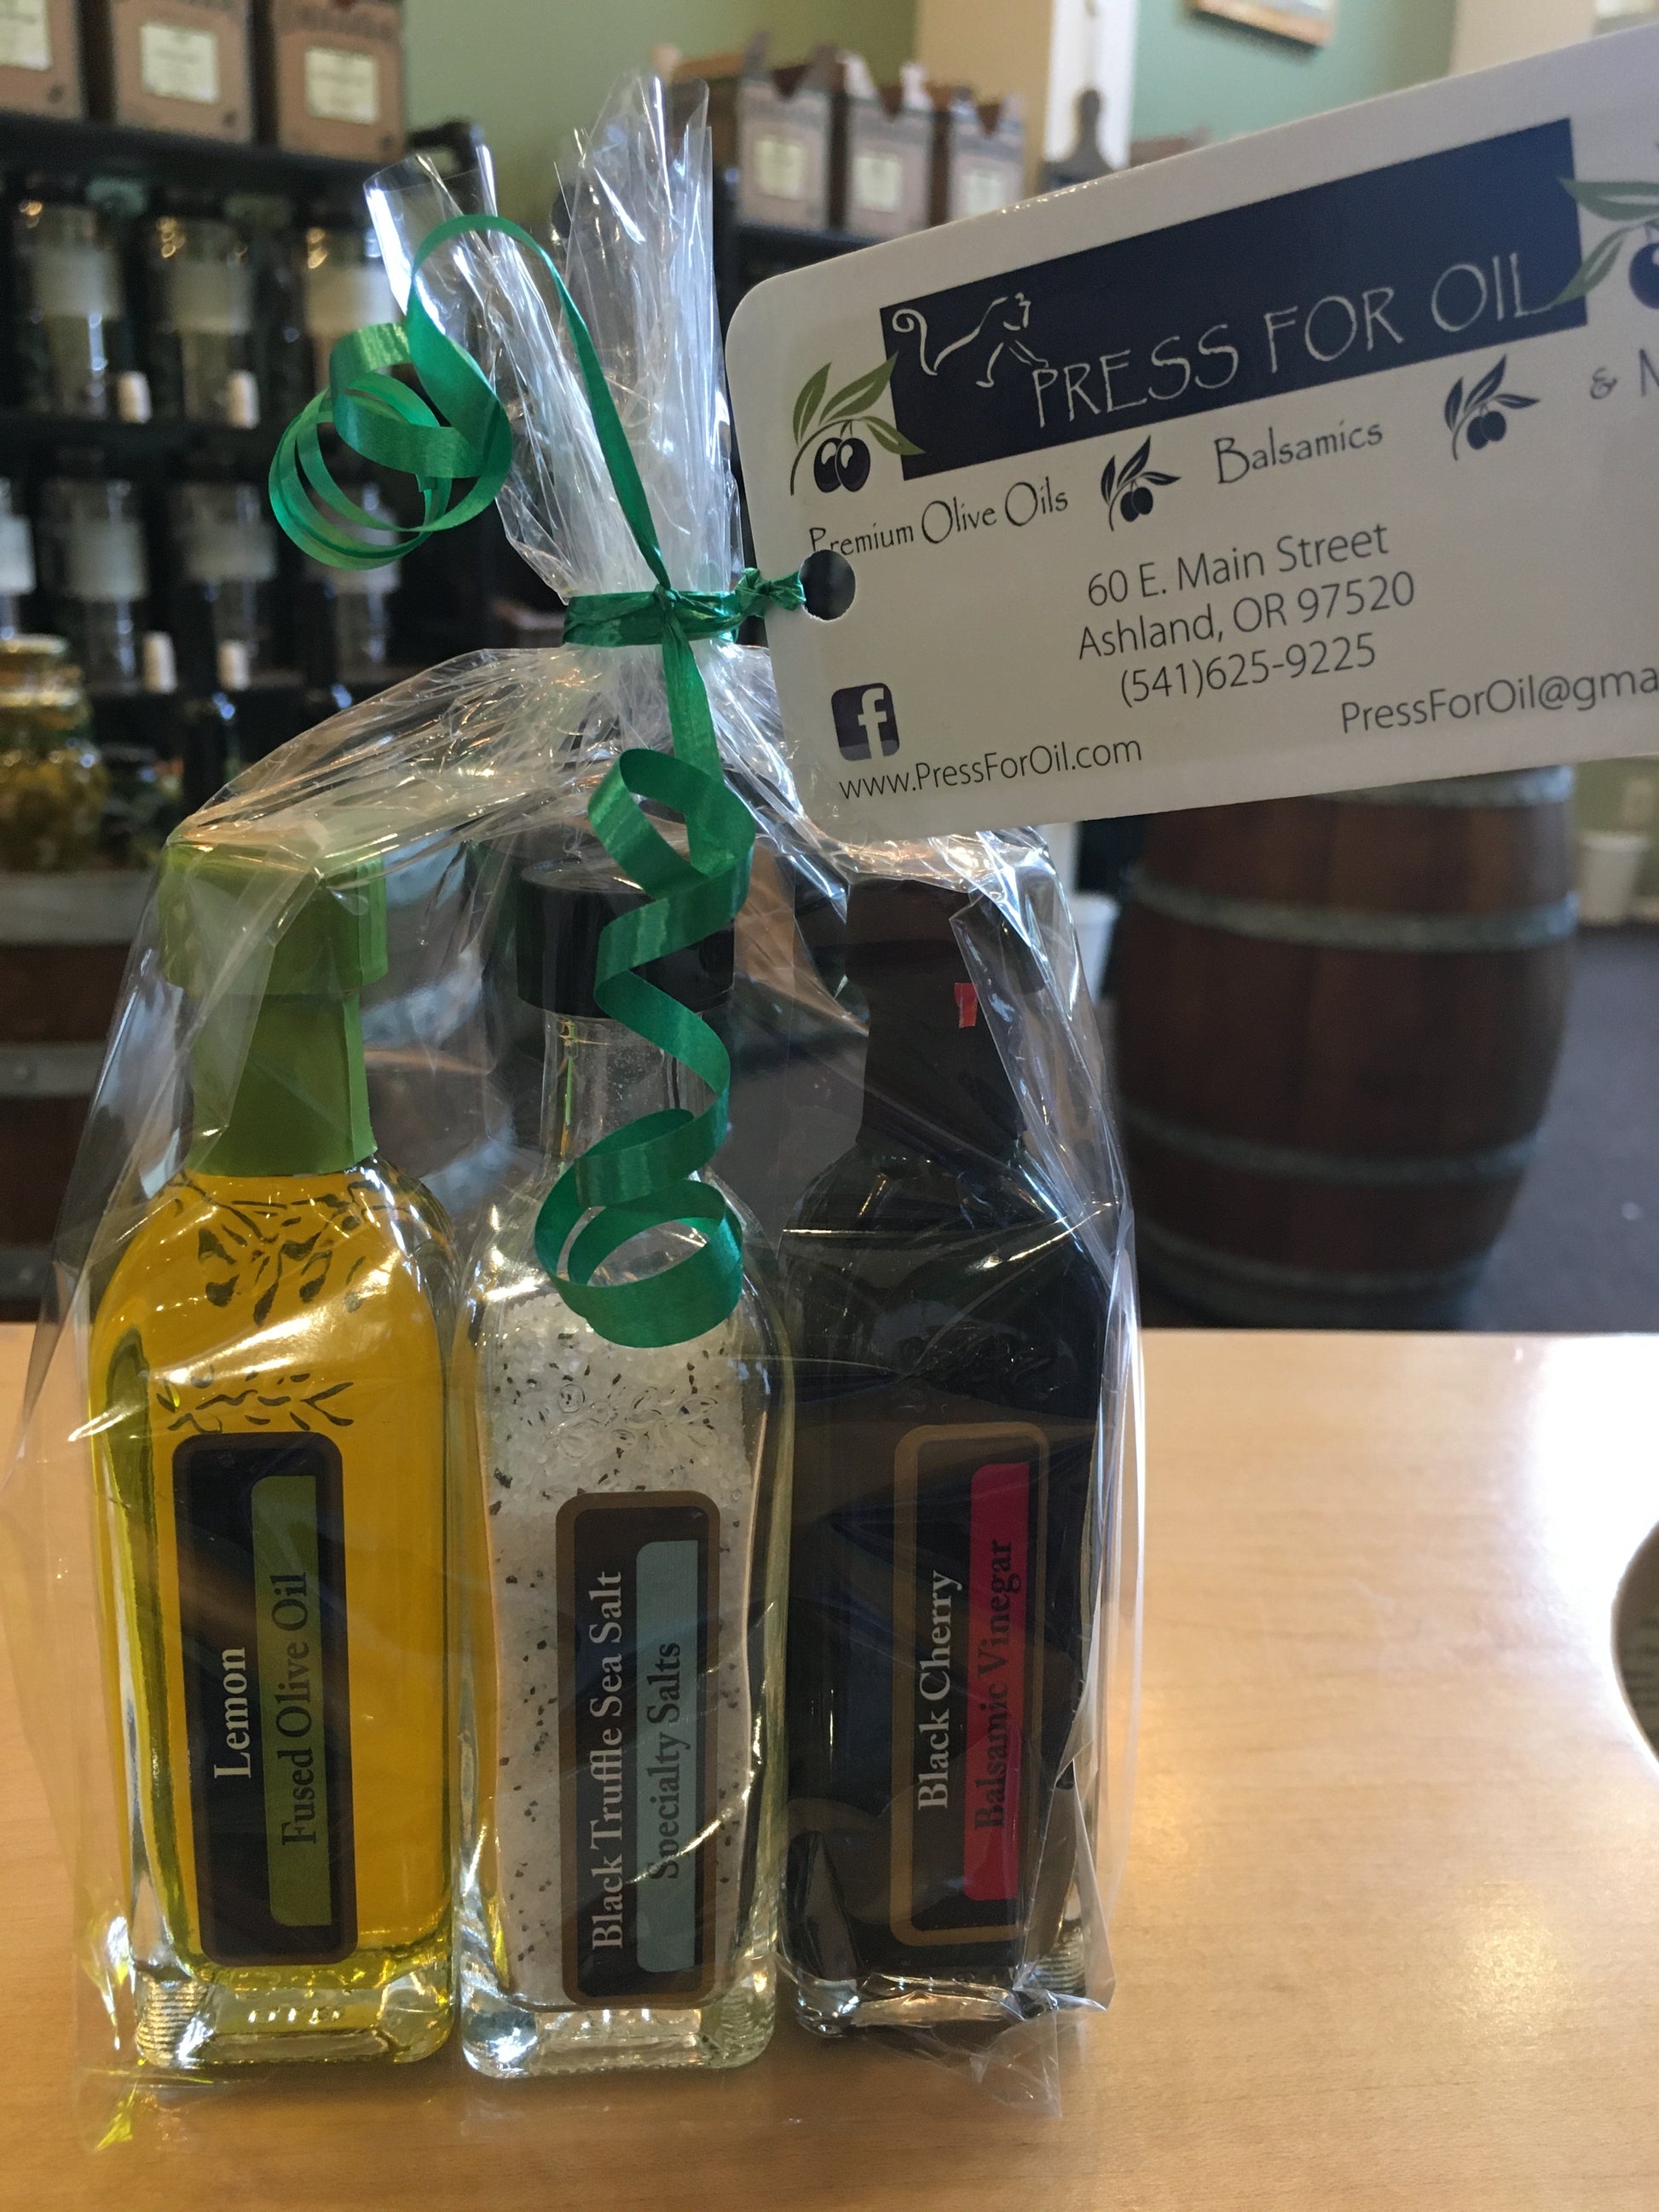 PRESS FOR OIL
Premium Olive Oils Balsamics &
60 E. Main Street
Ashland, OR 97520
(541)625-9225
f
www.PressForOil.com
PressForOil@gma
Lemon
Fused Olive Oil
Black Truffle Sea Salt
Specialty Salts
Black Cherry
Balsamic Vinegar